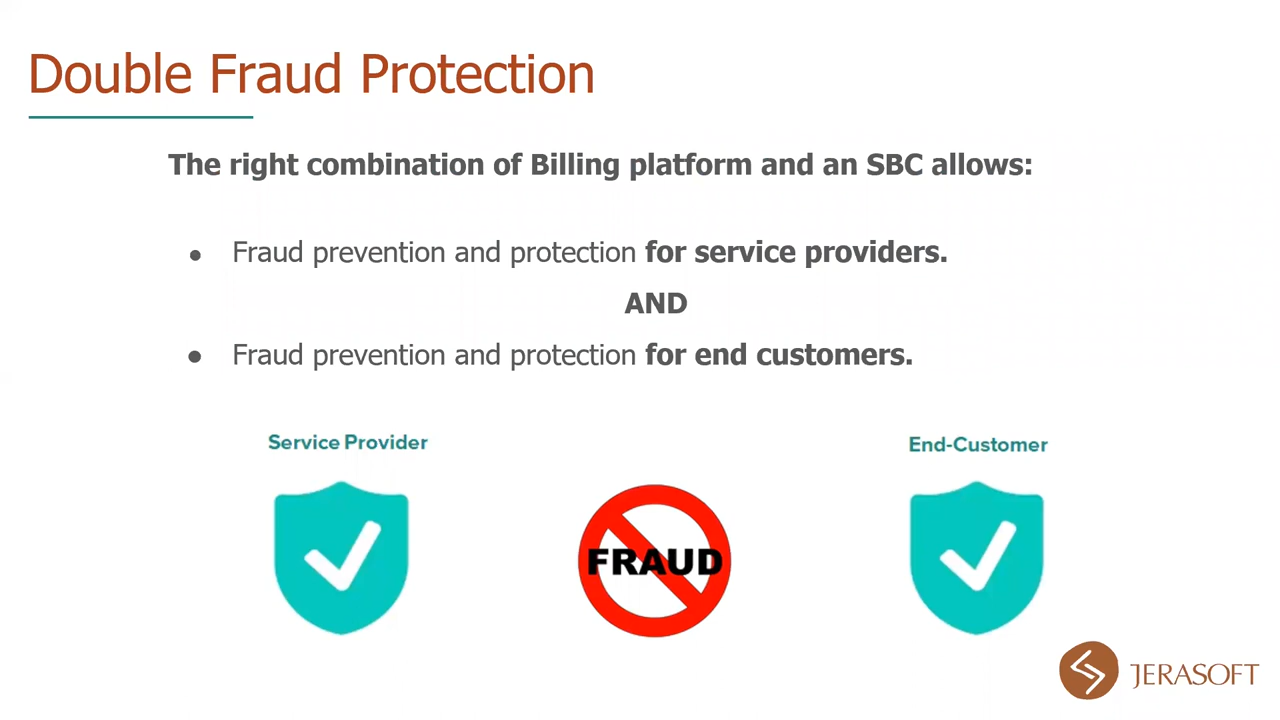 Double Fraud Protection
The right combination of Billing platform and an SBC allows:
● Fraud prevention and protection for service providers.
AND
● Fraud prevention and protection for end customers.
Service Provider
End-Customer
FRAUD
JERASOFT